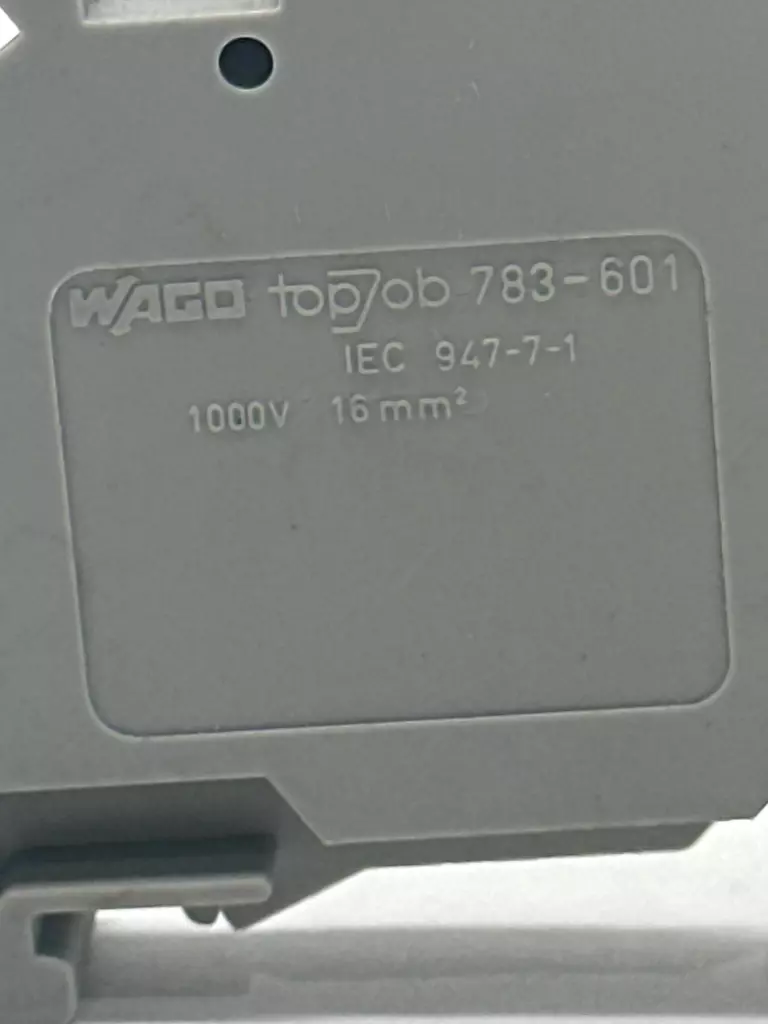 WAGO topJob 783-601
IEC 947-7-1
1000V 16mm²